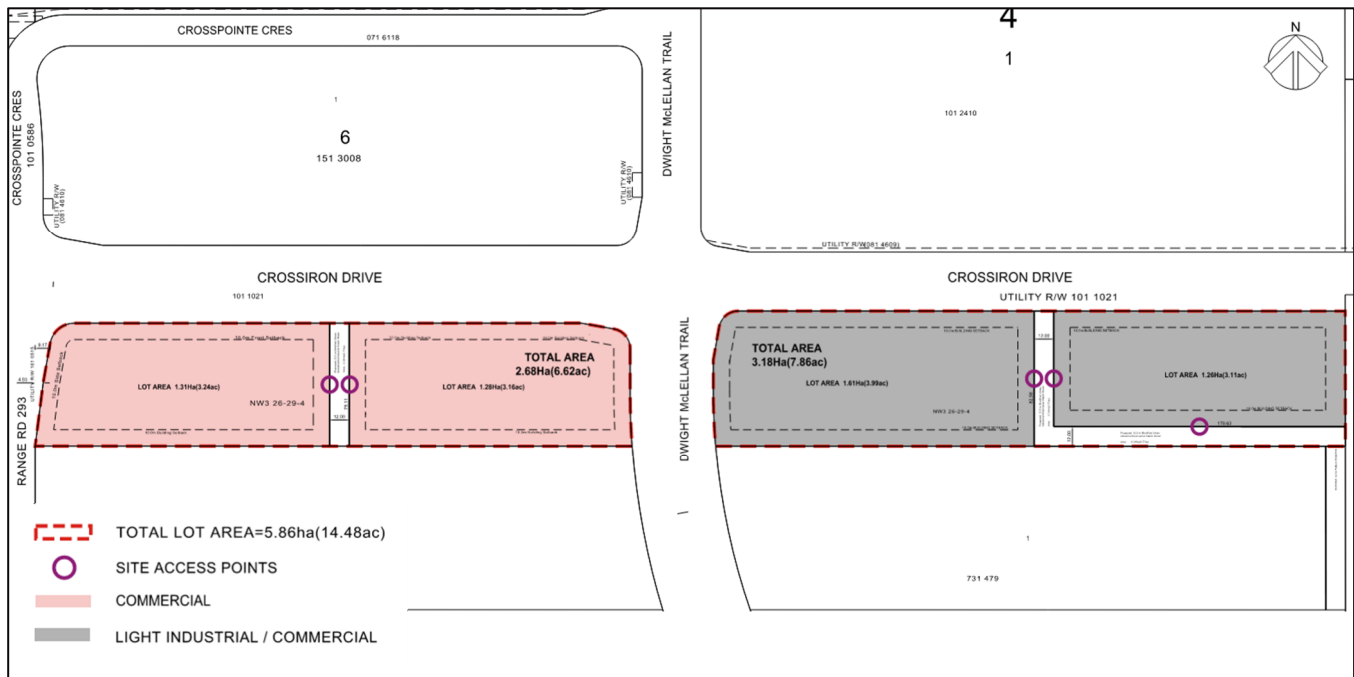 CROSSPOINTE CRES
071 6118
4
1
N
DWIGHT McLELLAN TRAIL
CROSSPOINTE CRES
101 0586
1
6
151 3008
101 2410
UTILITY R/W
(081 4610)
UTILITY R/W
(081 4610)
UTILITY R/W(081 4609)
CROSSIRON DRIVE
101 1021
CROSSIRON DRIVE
UTILITY R/W 101 1021
TOTAL AREA
2.68Ha(6.62ac)
LOT AREA 1.31Ha(3.24ac)
LOT AREA 1.28Ha(3.16ac)
NW3 26-29-4
12.00
TOTAL AREA
3.18Ha(7.86ac)
LOT AREA 1.61Ha(3.99ac)
LOT AREA 1.26Ha(3.11ac)
NW3 26-29-4
RANGE RD 293
DWIGHT McLELLAN TRAIL
TOTAL LOT AREA=5.86ha(14.48ac)
SITE ACCESS POINTS
COMMERCIAL
LIGHT INDUSTRIAL / COMMERCIAL
1
731 479